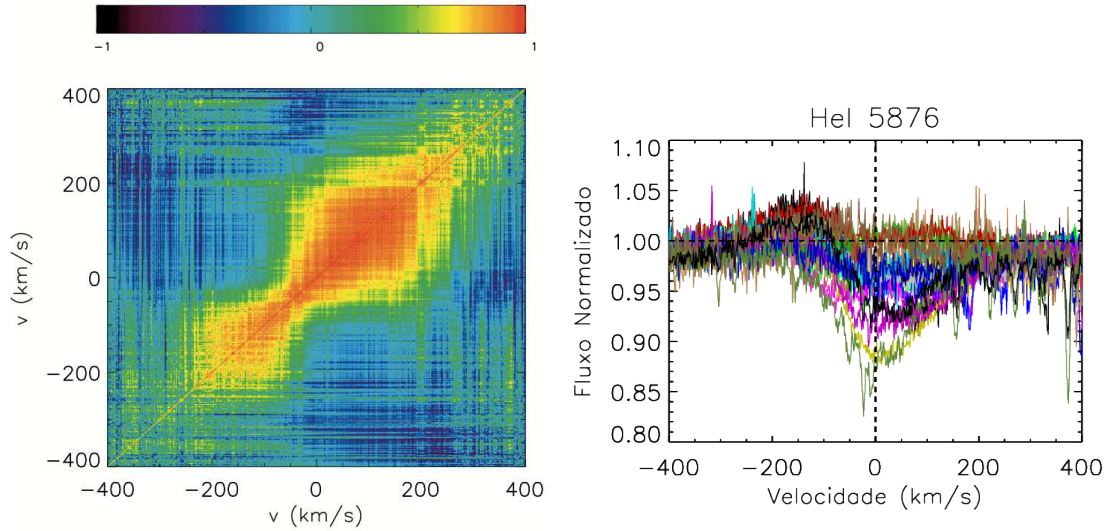 −1 0 1
400
200
0
−200
−400
v (km/s)
−400 −200 0 200 400
v (km/s)
HeI 5876
1.10
1.05
1.00
0.95
0.90
0.85
0.80
Fluxo Normalizado
−400 −200 0 200 400
Velocidade (km/s)